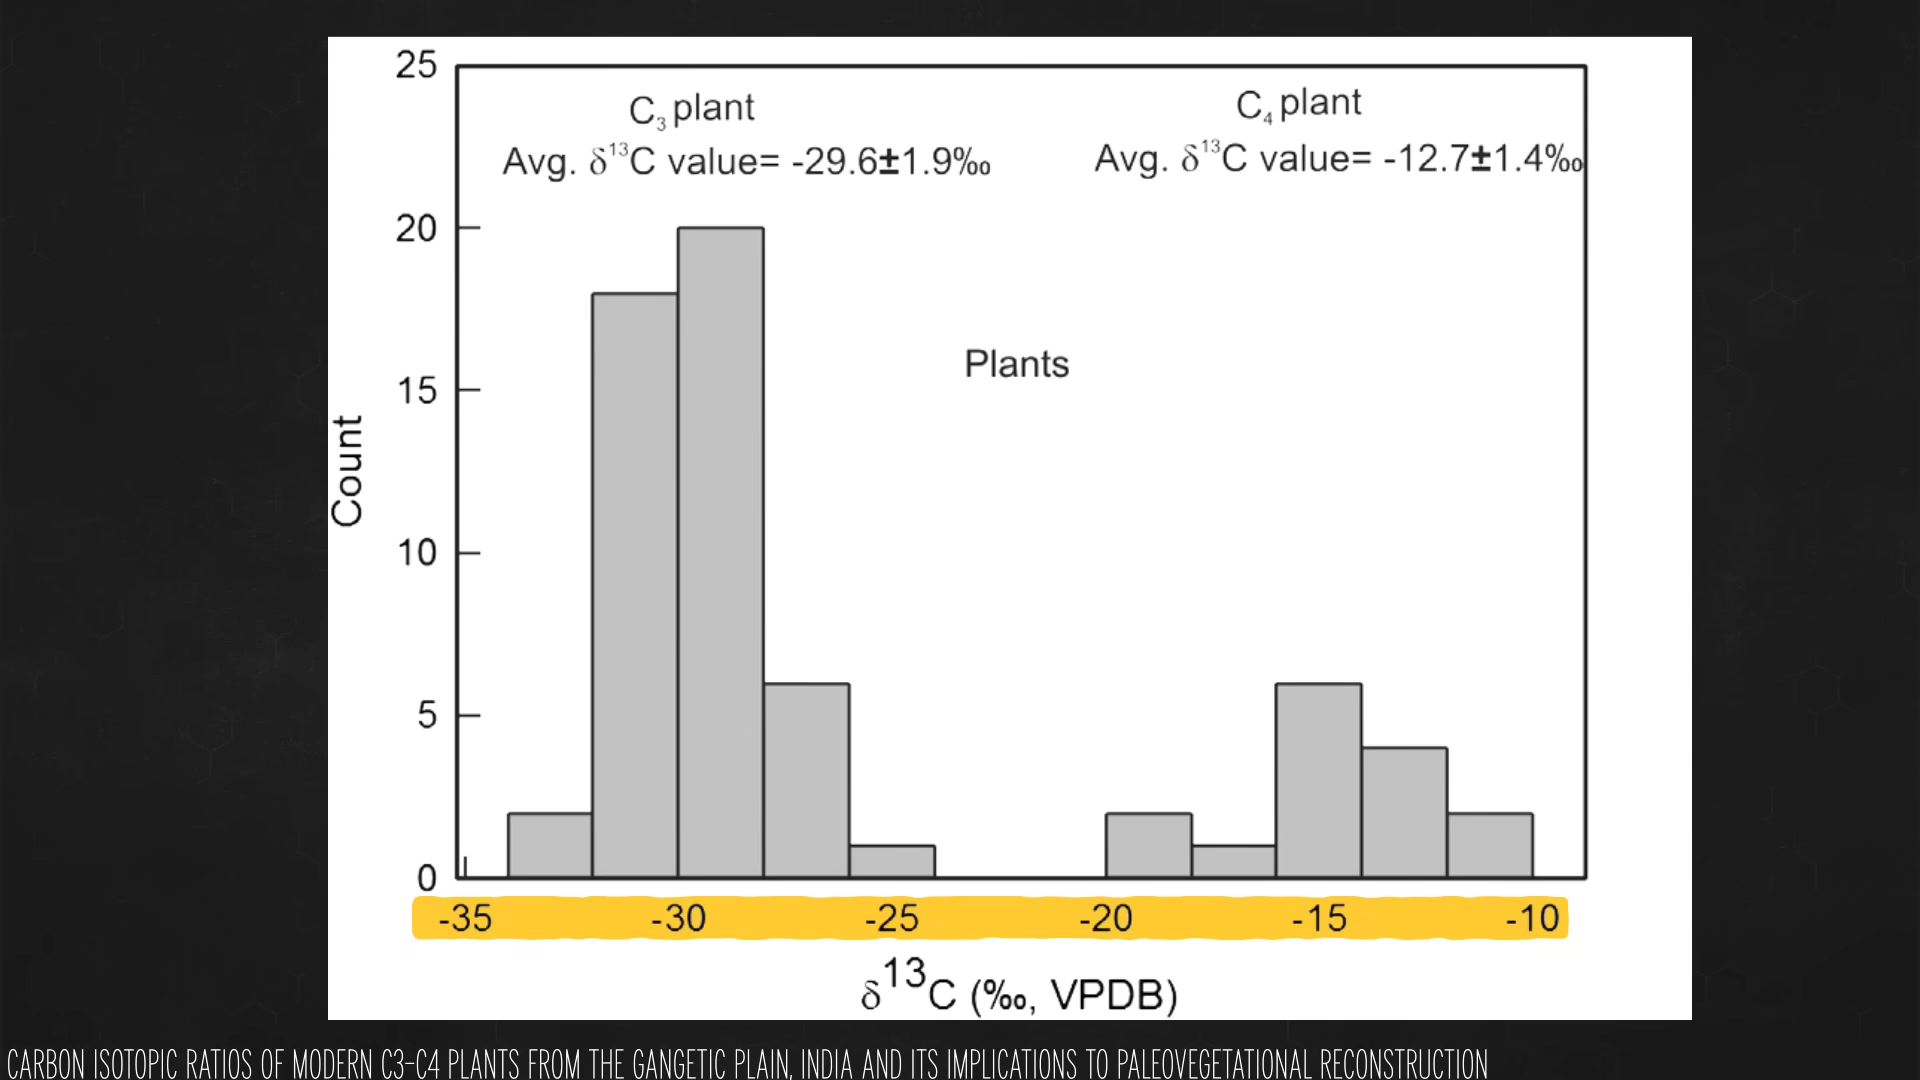 25
C₃ plant
C₄ plant
Avg. δ¹³C value= -29.6±1.9‰
Avg. δ¹³C value= -12.7±1.4‰
20
Plants
15
Count
10
5
0
-35 -30 -25 -20 -15 -10
δ¹³C (‰, VPDB)
CARBON ISOTOPIC RATIOS OF MODERN C3-C4 PLANTS FROM THE GANGETIC PLAIN, INDIA AND ITS IMPLICATIONS TO PALEOVEGETATIONAL RECONSTRUCTION